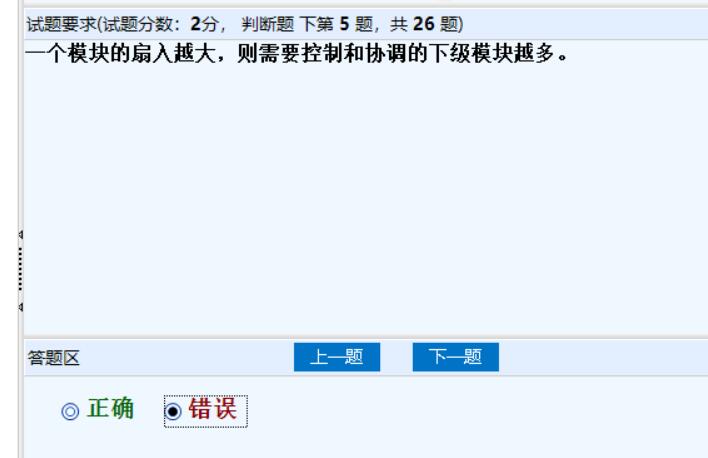 试题要求(试题分数：2分， 判断题 下第 5 题，共 26 题)
一个模块的扇入越大，则需要控制和协调的下级模块越多。
答题区 上一题 下一题
正确 错误